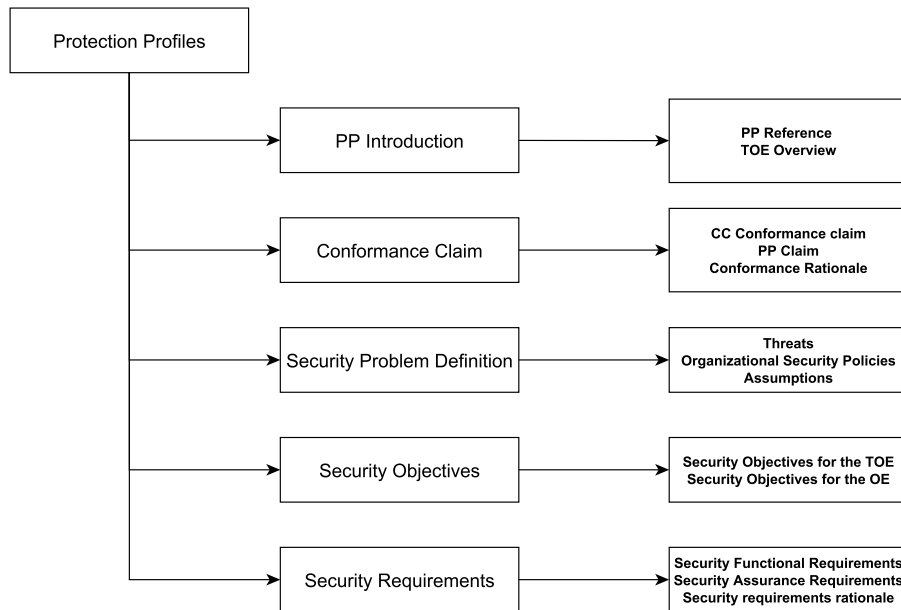 Protection Profiles
PP Introduction
PP Reference
TOE Overview
Conformance Claim
CC Conformance claim
PP Claim
Conformance Rationale
Security Problem Definition
Threats
Organizational Security Policies
Assumptions
Security Objectives
Security Objectives for the TOE
Security Objectives for the OE
Security Requirements
Security Functional Requirements
Security Assurance Requirements
Security requirements rationale